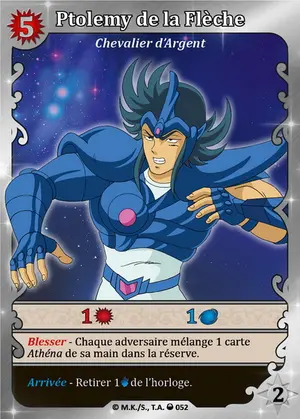 5 Ptolemy de la Flèche
Chevalier d'Argent
1 1
Blesser - Chaque adversaire mélange 1 carte
Athéna de sa main dans la réserve.
Arrivée - Retirer 1 de l'horloge.
2
© M.K./S., T.A. 052